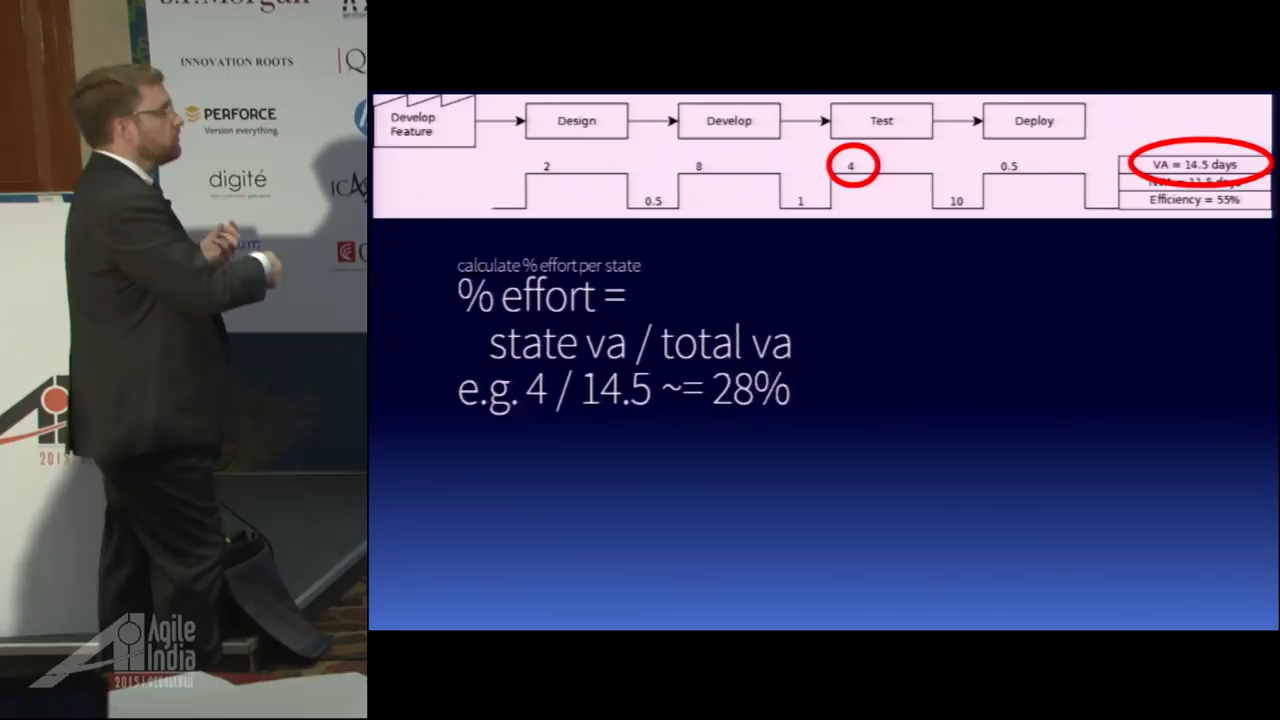 INNOVATION ROOTS
PERFORCE
Version everything.
digité
2015
Agile
India
Develop
Feature
Design
Develop
Test
Deploy
2
8
4
0.5
0.5
1
10
VA = 14.5 days
Efficiency = 55%
calculate % effort per state
% effort =
state va / total va
e.g. 4 / 14.5 ~= 28%